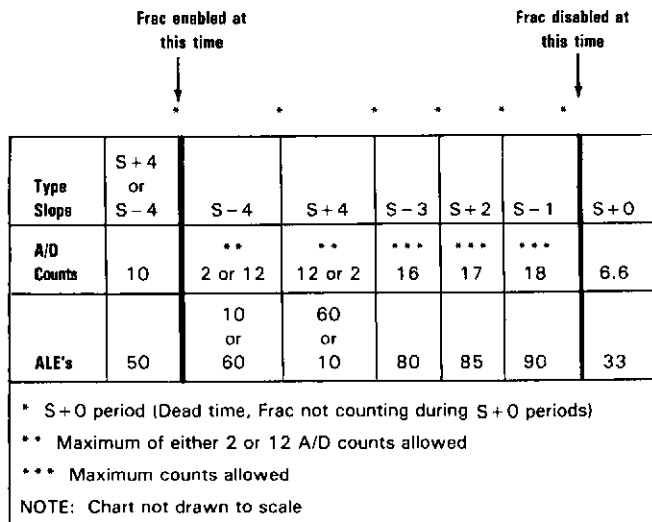 Frac enabled at this time
Frac disabled at this time
* * * * * *
Type Slope S+4 or S−4 S−4 S+4 S−3 S+2 S−1 S+0
A/D Counts 10 ** 2 or 12 ** 12 or 2 *** 16 *** 17 *** 18 6.6
ALE's 50 10 or 60 60 or 10 80 85 90 33
* S+0 period (Dead time, Frac not counting during S+0 periods)
** Maximum of either 2 or 12 A/D counts allowed
*** Maximum counts allowed
NOTE: Chart not drawn to scale